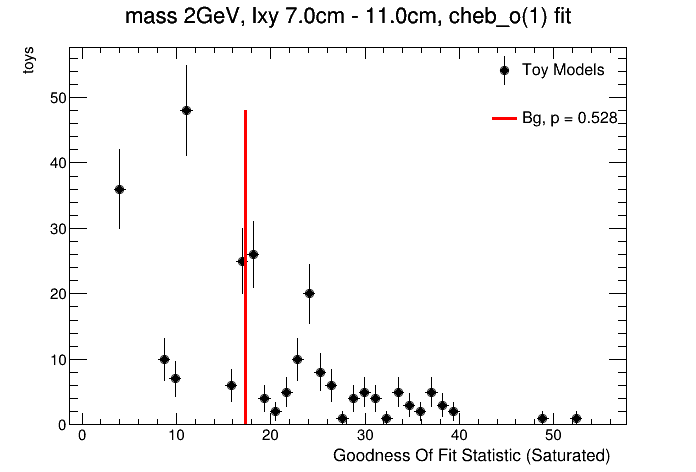 mass 2GeV, lxy 7.0cm - 11.0cm, cheb_o(1) fit
toys
Toy Models
Bg, p = 0.528
50
40
30
20
10
0
0 10 20 30 40 50
Goodness Of Fit Statistic (Saturated)